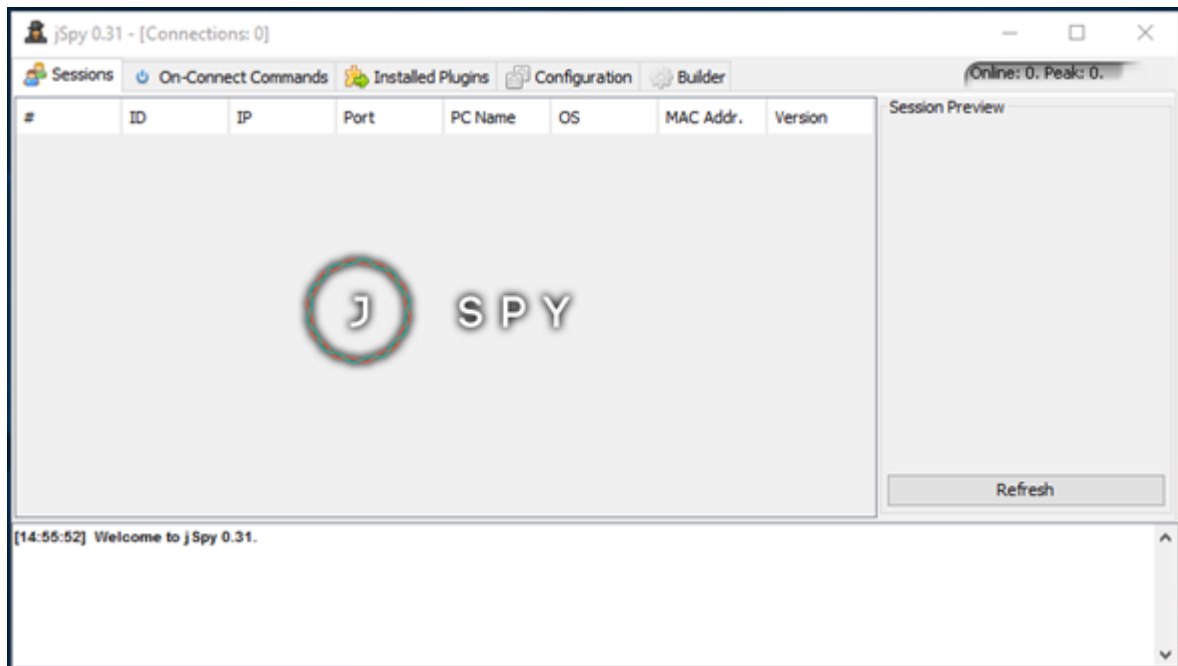 jSpy 0.31 - [Connections: 0]
Sessions On-Connect Commands Installed Plugins Configuration Builder Online: 0. Peak: 0.
# ID IP Port PC Name OS MAC Addr. Version Session Preview
J SPY
Refresh
[14:55:52] Welcome to jSpy 0.31.